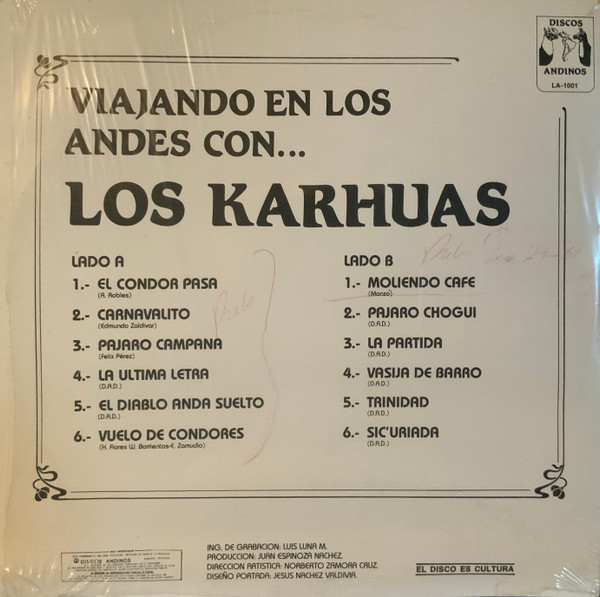 DISCOS
ANDINOS
LA-1001
VIAJANDO EN LOS
ANDES CON...
LOS KARHUAS
LADO A
1.- EL CONDOR PASA
(A. Robles)
2.- CARNAVALITO
(Edmundo Zaldivar)
3.- PAJARO CAMPANA
(Felix Pérez)
4.- LA ULTIMA LETRA
(D.A.D.)
5.- EL DIABLO ANDA SUELTO
(D.A.D.)
6.- VUELO DE CONDORES
(H. Flores W. Barrientos-E. Zamudio)
LADO B
1.- MOLIENDO CAFE
(Manzo)
2.- PAJARO CHOGUI
(D.A.D.)
3.- LA PARTIDA
(D.A.D.)
4.- VASIJA DE BARRO
(D.A.D.)
5.- TRINIDAD
(D.A.D.)
6.- SIC'URIADA
(D.A.D.)
DISCOS ANDINOS
ING. DE GRABACION: LUIS LUNA M.
PRODUCCION: JUAN ESPINOZA NACHEZ.
DIRECCION ARTISTICA: NORBERTO ZAMORA CRUZ.
DISEÑO PORTADA: JESUS NACHEZ VALDIVIA.
EL DISCO ES CULTURA